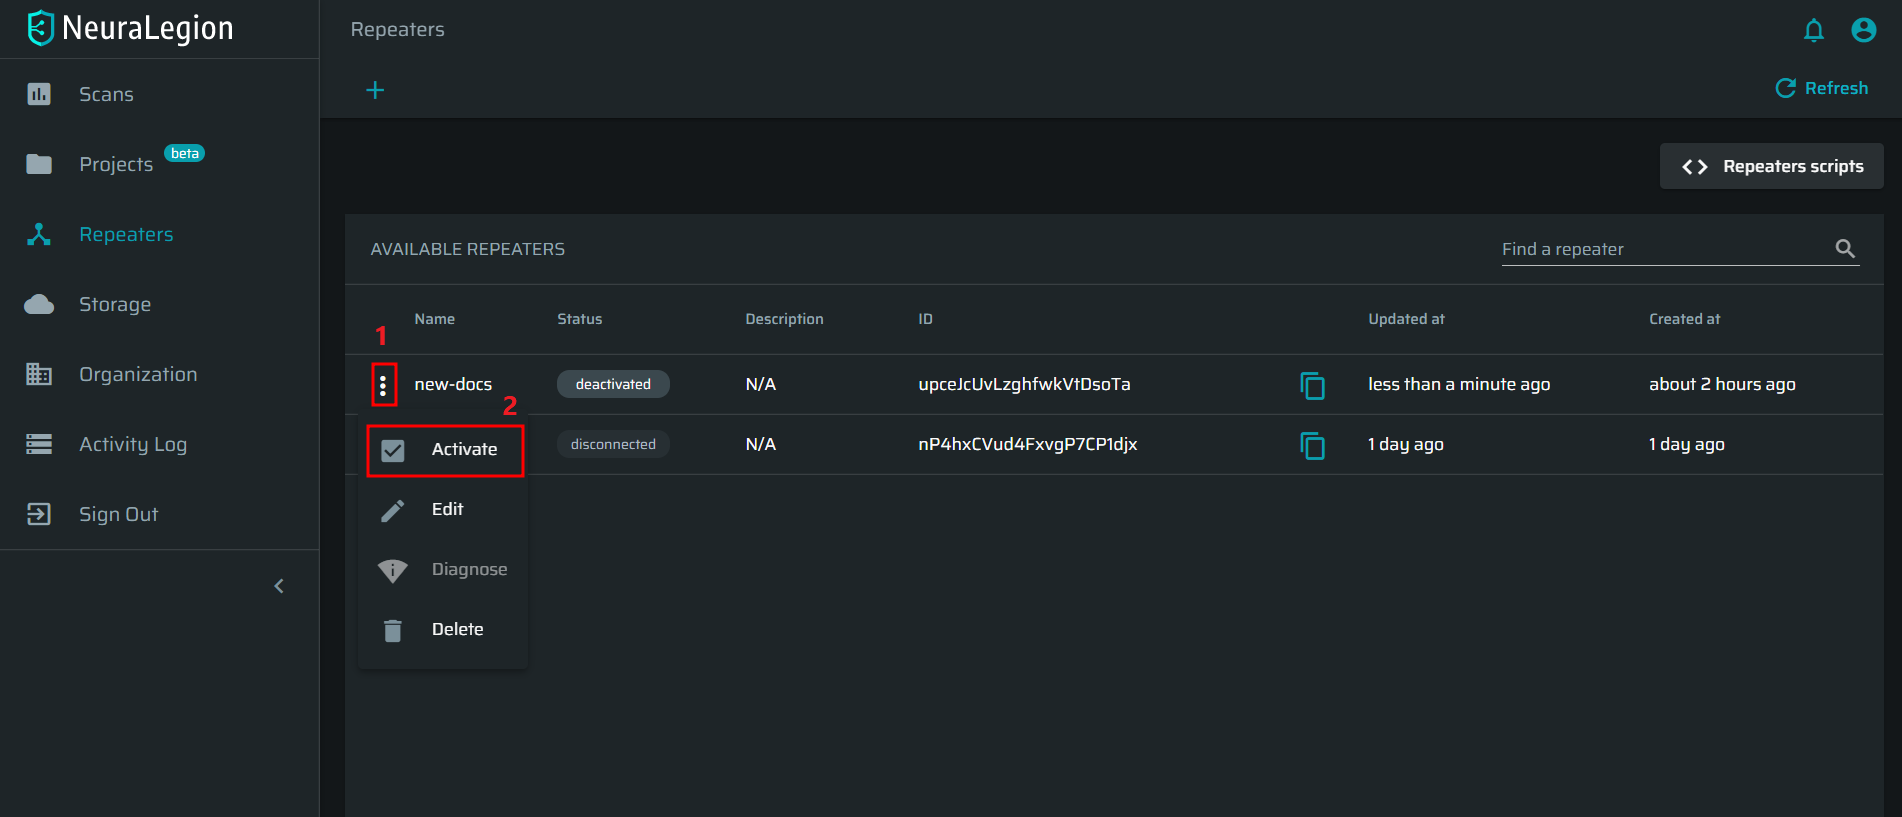 NeuraLegion
Scans
Projects beta
Repeaters
Storage
Organization
Activity Log
Sign Out
Repeaters
Refresh
Repeaters scripts
AVAILABLE REPEATERS
Find a repeater
Name Status Description ID Updated at Created at
1
new-docs deactivated N/A upceJcUvLzghfwkVtDsoTa less than a minute ago about 2 hours ago
2
disconnected N/A nP4hxCVud4FxvgP7CP1djx 1 day ago 1 day ago
Activate
Edit
Diagnose
Delete